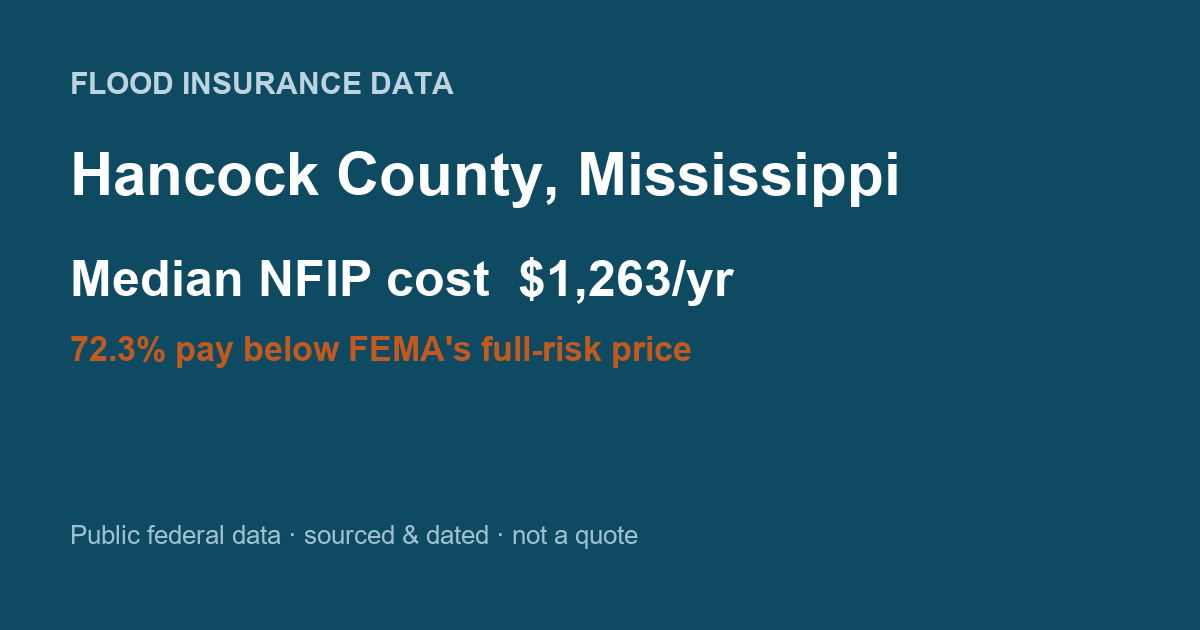 FLOOD INSURANCE DATA
Hancock County, Mississippi
Median NFIP cost  $1,263/yr
72.3% pay below FEMA's full-risk price
Public federal data · sourced & dated · not a quote